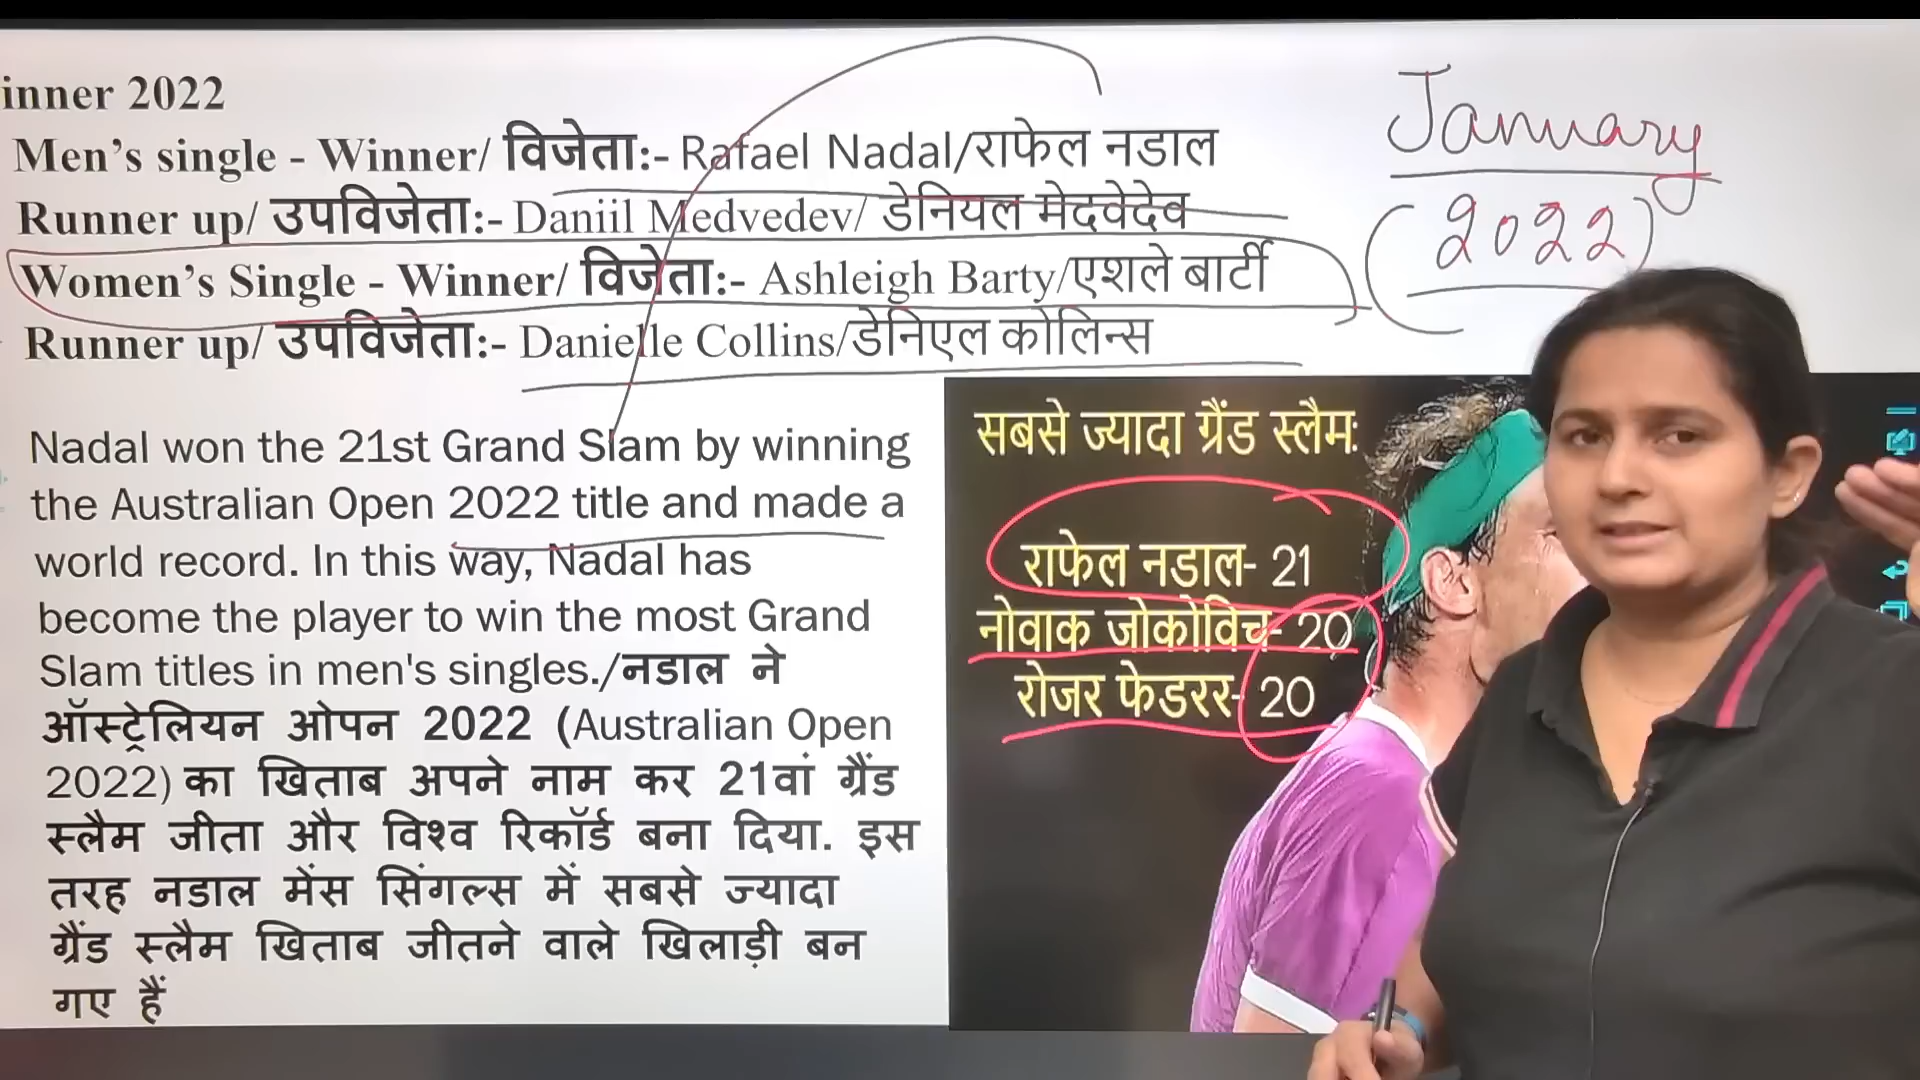 inner 2022
Men's single - Winner/ विजेता:- Rafael Nadal/राफेल नडाल
Runner up/ उपविजेता:- Daniil Medvedev/ डेनियल मेदवेदेव
Women's Single - Winner/ विजेता:- Ashleigh Barty/एशले बार्टी
Runner up/ उपविजेता:- Danielle Collins/डेनिएल कोलिन्स
January
(2022)
Nadal won the 21st Grand Slam by winning
the Australian Open 2022 title and made a
world record. In this way, Nadal has
become the player to win the most Grand
Slam titles in men's singles./नडाल ने
ऑस्ट्रेलियन ओपन 2022 (Australian Open
2022) का खिताब अपने नाम कर 21वां ग्रैंड
स्लैम जीता और विश्व रिकॉर्ड बना दिया. इस
तरह नडाल मेंस सिंगल्स में सबसे ज्यादा
ग्रैंड स्लैम खिताब जीतने वाले खिलाड़ी बन
गए हैं
सबसे ज्यादा ग्रैंड स्लैम:
राफेल नडाल- 21
नोवाक जोकोविच- 20
रोजर फेडरर- 20